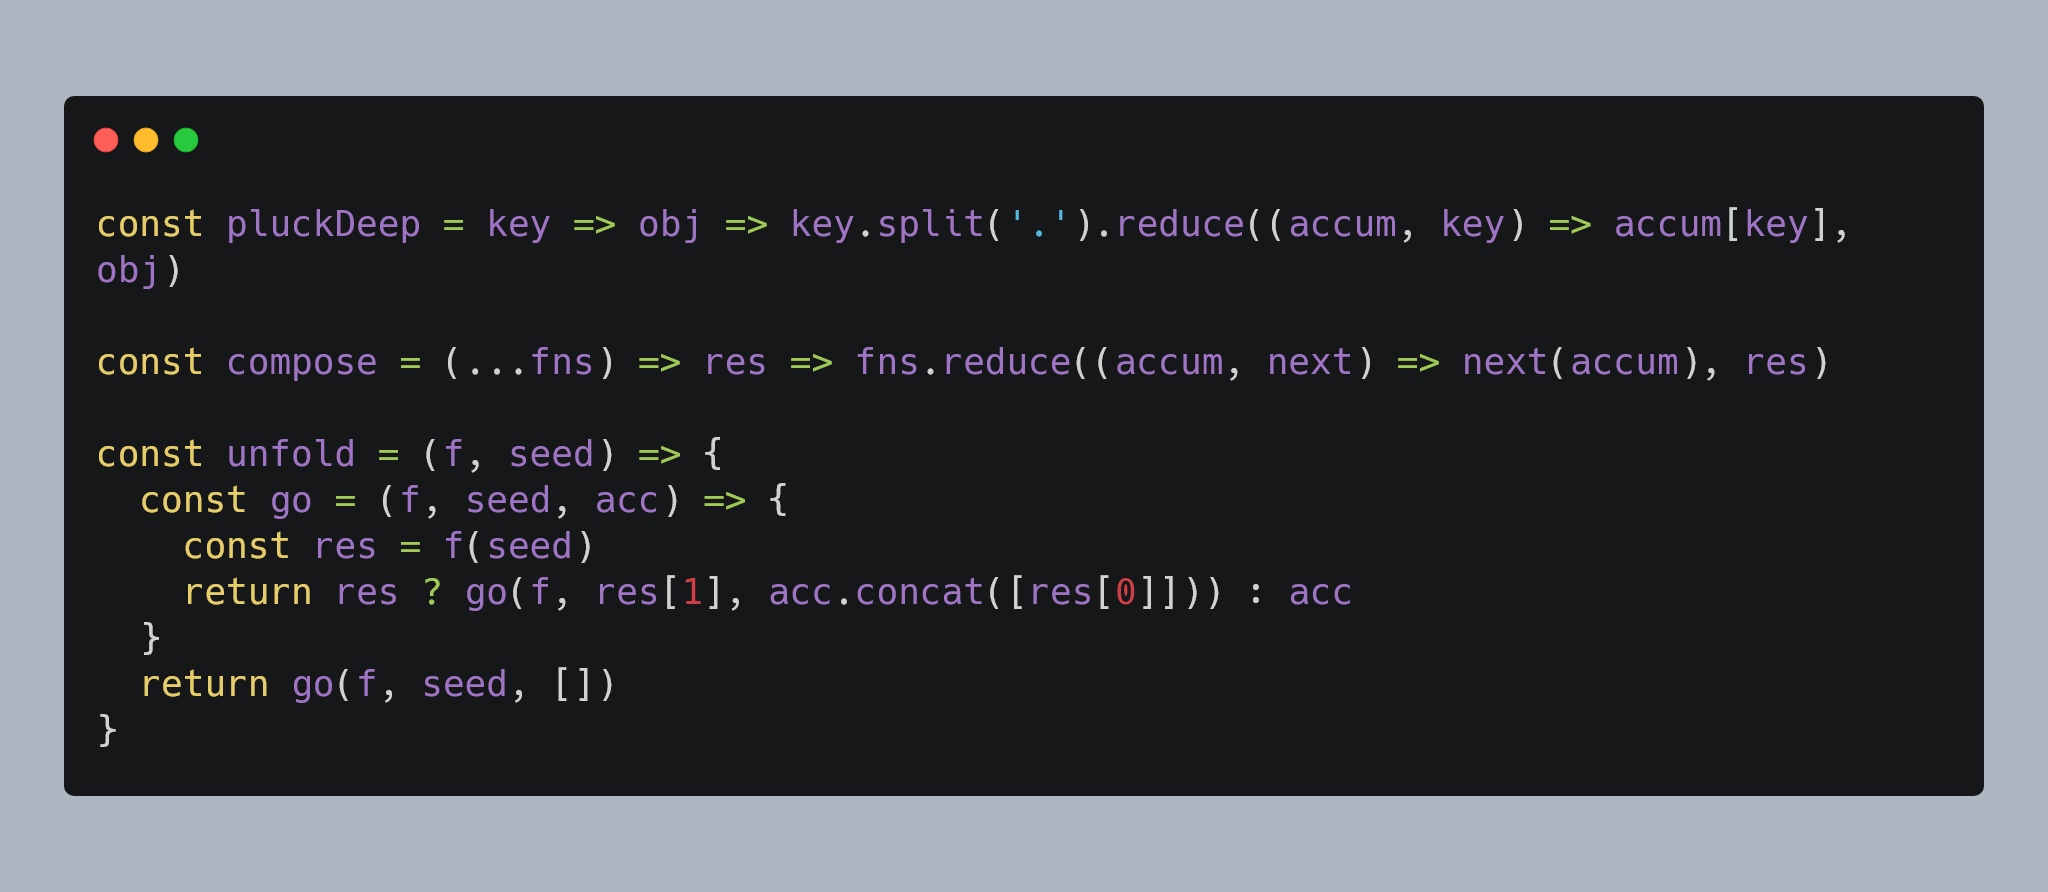 const pluckDeep = key => obj => key.split('.').reduce((accum, key) => accum[key],
obj)

const compose = (...fns) => res => fns.reduce((accum, next) => next(accum), res)

const unfold = (f, seed) => {
  const go = (f, seed, acc) => {
    const res = f(seed)
    return res ? go(f, res[1], acc.concat([res[0]])) : acc
  }
  return go(f, seed, [])
}